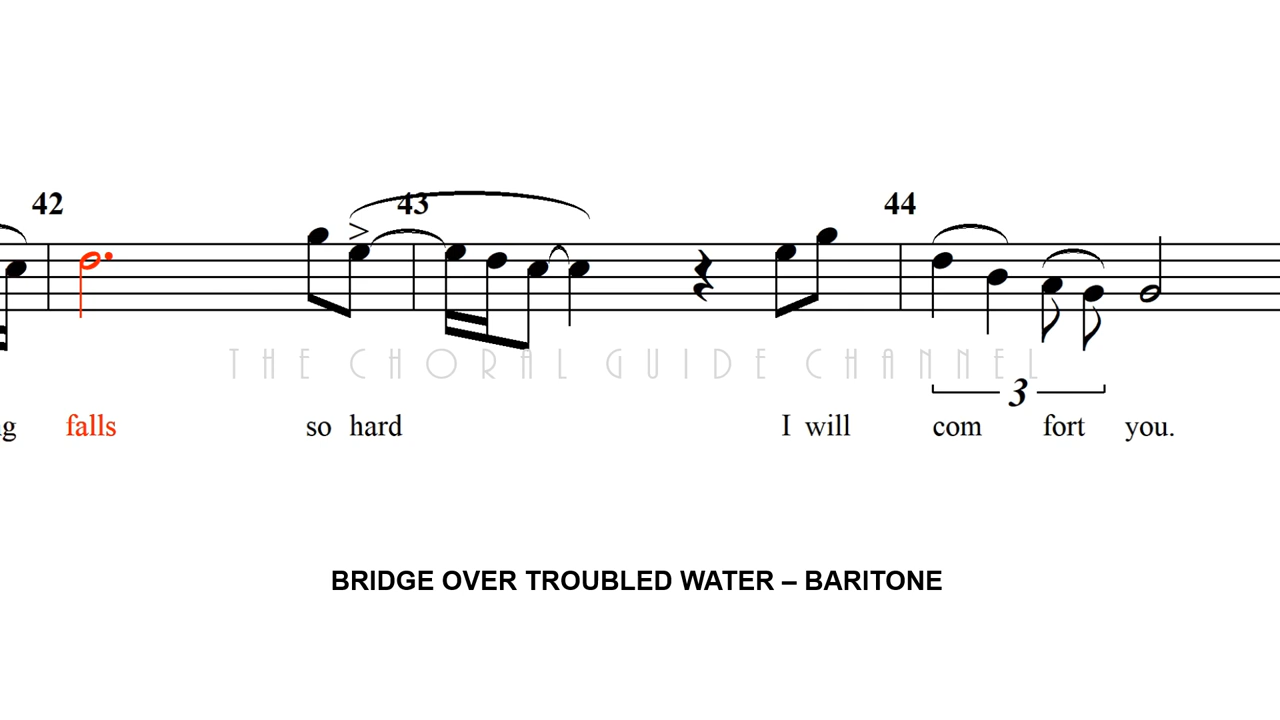 42 43 44
THE CHORAL GUIDE CHANNEL
3
g falls so hard I will com fort you.
BRIDGE OVER TROUBLED WATER – BARITONE